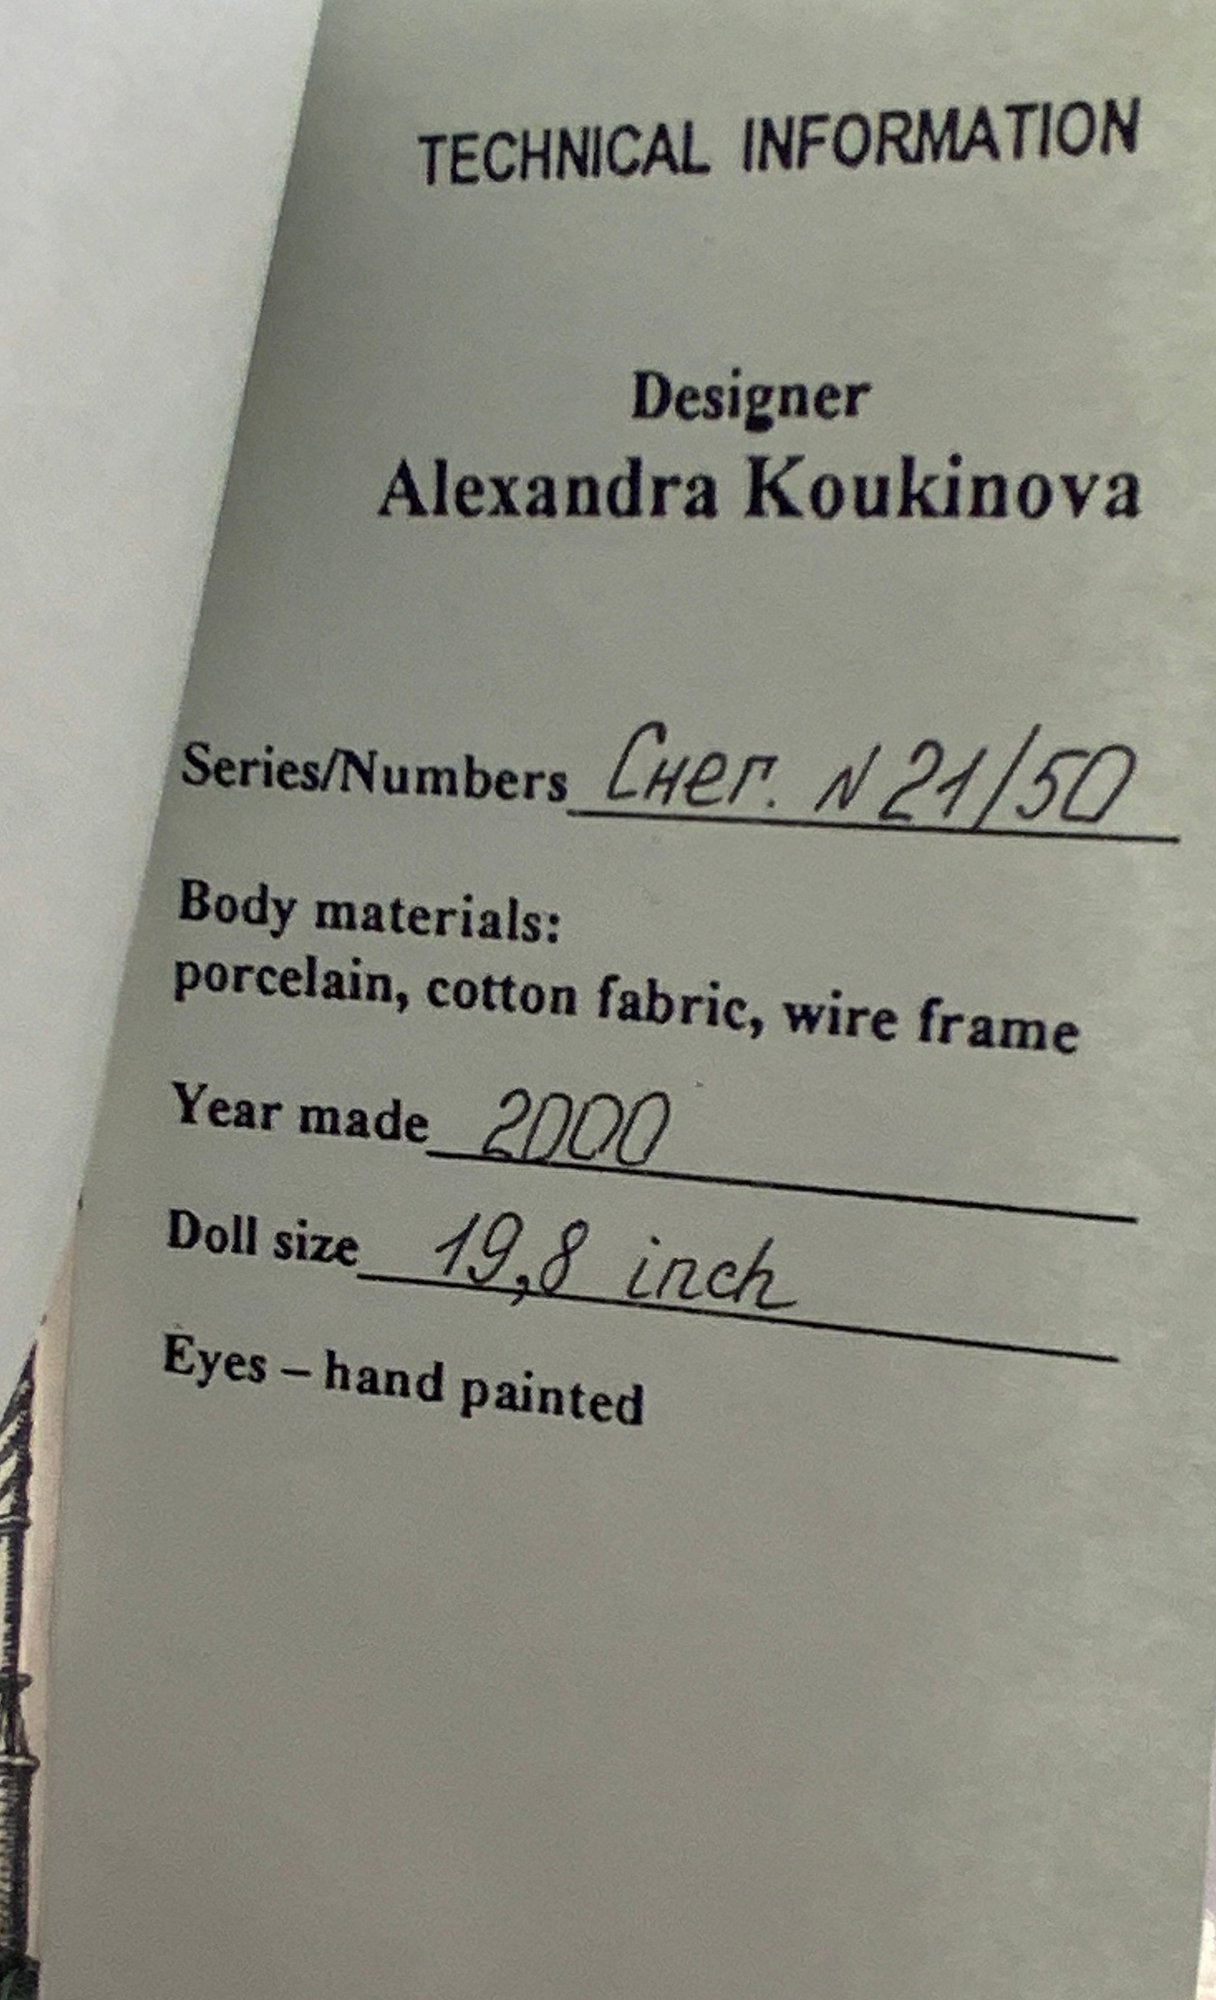 TECHNICAL INFORMATION
Designer
Alexandra Koukinova
Series/Numbers Снег. N 21/50
Body materials:
porcelain, cotton fabric, wire frame
Year made 2000
Doll size 19,8 inch
Eyes – hand painted